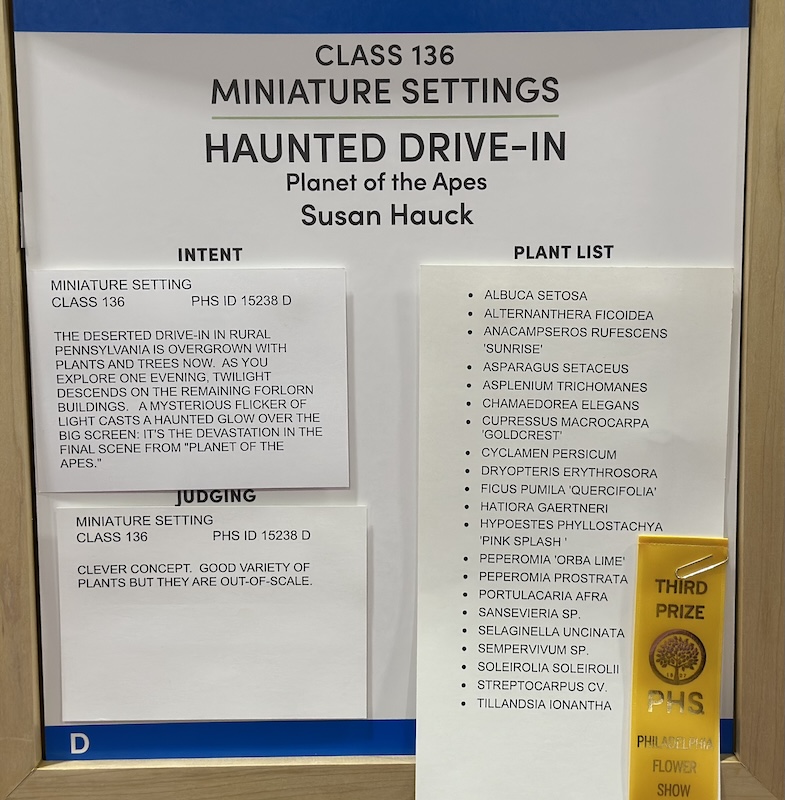 CLASS 136
MINIATURE SETTINGS
HAUNTED DRIVE-IN
Planet of the Apes
Susan Hauck
INTENT
MINIATURE SETTING
CLASS 136 PHS ID 15238 D
THE DESERTED DRIVE-IN IN RURAL
PENNSYLVANIA IS OVERGROWN WITH
PLANTS AND TREES NOW. AS YOU
EXPLORE ONE EVENING, TWILIGHT
DESCENDS ON THE REMAINING FORLORN
BUILDINGS. A MYSTERIOUS FLICKER OF
LIGHT CASTS A HAUNTED GLOW OVER THE
BIG SCREEN: IT'S THE DEVASTATION IN THE
FINAL SCENE FROM "PLANET OF THE
APES."
JUDGING
MINIATURE SETTING
CLASS 136 PHS ID 15238 D
CLEVER CONCEPT. GOOD VARIETY OF
PLANTS BUT THEY ARE OUT-OF-SCALE.
D
PLANT LIST
• ALBUCA SETOSA
• ALTERNANTHERA FICOIDEA
• ANACAMPSEROS RUFESCENS
'SUNRISE'
• ASPARAGUS SETACEUS
• ASPLENIUM TRICHOMANES
• CHAMAEDOREA ELEGANS
• CUPRESSUS MACROCARPA
'GOLDCREST'
• CYCLAMEN PERSICUM
• DRYOPTERIS ERYTHROSORA
• FICUS PUMILA 'QUERCIFOLIA'
• HATIORA GAERTNERI
• HYPOESTES PHYLLOSTACHYA
'PINK SPLASH '
• PEPEROMIA 'ORBA LIME'
• PEPEROMIA PROSTRATA
• PORTULACARIA AFRA
• SANSEVIERIA SP.
• SELAGINELLA UNCINATA
• SEMPERVIVUM SP.
• SOLEIROLIA SOLEIROLII
• STREPTOCARPUS CV.
• TILLANDSIA IONANTHA
THIRD
PRIZE
PHS
PHILADELPHIA
FLOWER
SHOW